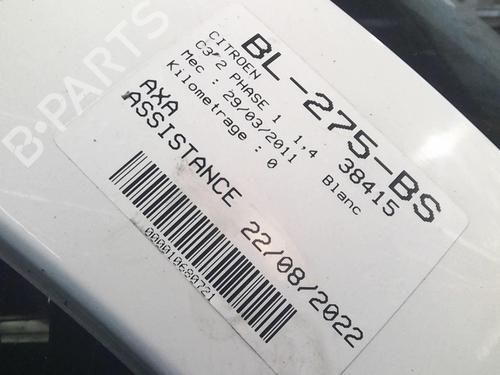 BL-275-BS
CITROEN
C3 2 PHASE 1 1,4 38415
Mec : 29/03/2011 Blanc
Kilometrage : 0
AXA
ASSISTANCE 22/08/2022
000010680721
B-PARTS